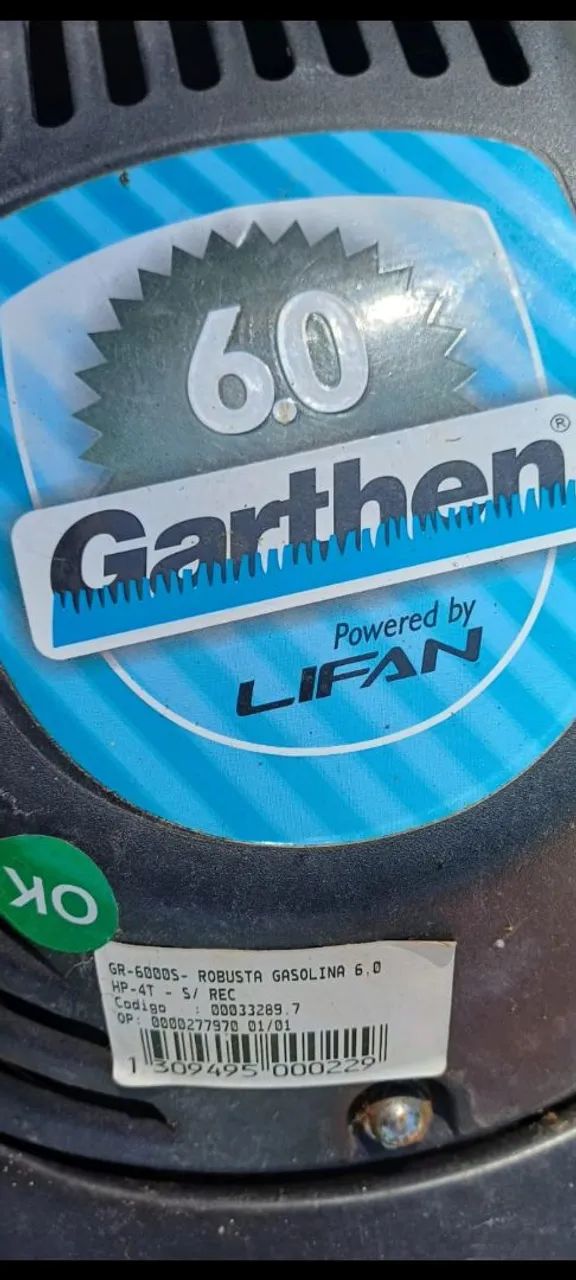 6.0
Garthen®
Powered by
LIFAN
OK
GR-6000S- ROBUSTA GASOLINA 6.0
HP-4T - S/ REC
Codigo : 00033289.7
OP: 0000277970 01/01
1 309495 000229